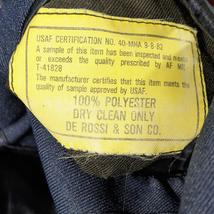 USAF CERTIFICATION NO. 40-MHA 9-8-82
A sample of this item has been inspected and meets
or exceeds the quality prescribed by AF MOI
T-41828
The manufacturer certifies that this item meets the
quality of sample approved by USAF.
100% POLYESTER
DRY CLEAN ONLY
DE ROSSI & SON CO.